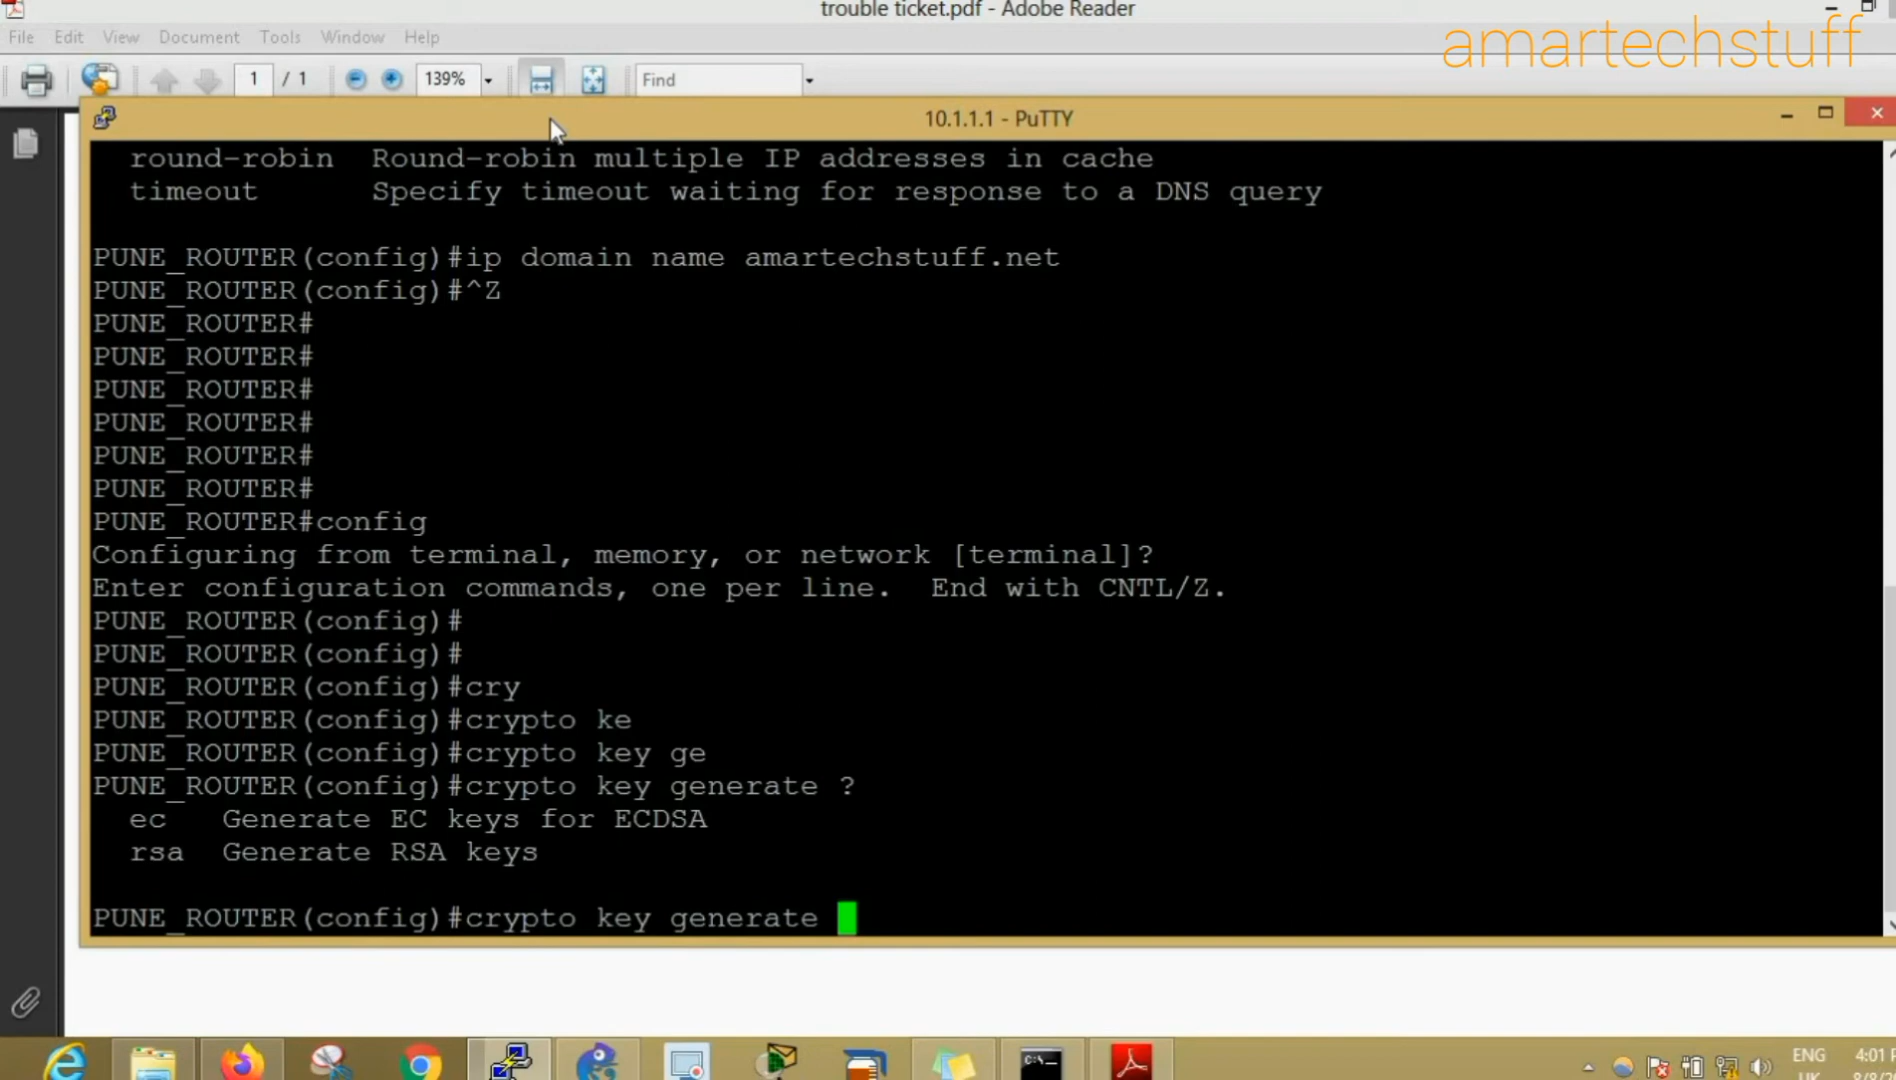 trouble ticket.pdf - Adobe Reader
amartechstuff
File Edit View Document Tools Window Help
1 / 1 139% Find
10.1.1.1 - PuTTY
round-robin Round-robin multiple IP addresses in cache
timeout Specify timeout waiting for response to a DNS query
PUNE_ROUTER(config)#ip domain name amartechstuff.net
PUNE_ROUTER(config)#^Z
PUNE_ROUTER#
PUNE_ROUTER#
PUNE_ROUTER#
PUNE_ROUTER#
PUNE_ROUTER#
PUNE_ROUTER#
PUNE_ROUTER#config
Configuring from terminal, memory, or network [terminal]?
Enter configuration commands, one per line. End with CNTL/Z.
PUNE_ROUTER(config)#
PUNE_ROUTER(config)#
PUNE_ROUTER(config)#cry
PUNE_ROUTER(config)#crypto ke
PUNE_ROUTER(config)#crypto key ge
PUNE_ROUTER(config)#crypto key generate ?
ec Generate EC keys for ECDSA
rsa Generate RSA keys
PUNE_ROUTER(config)#crypto key generate
ENG 4:01